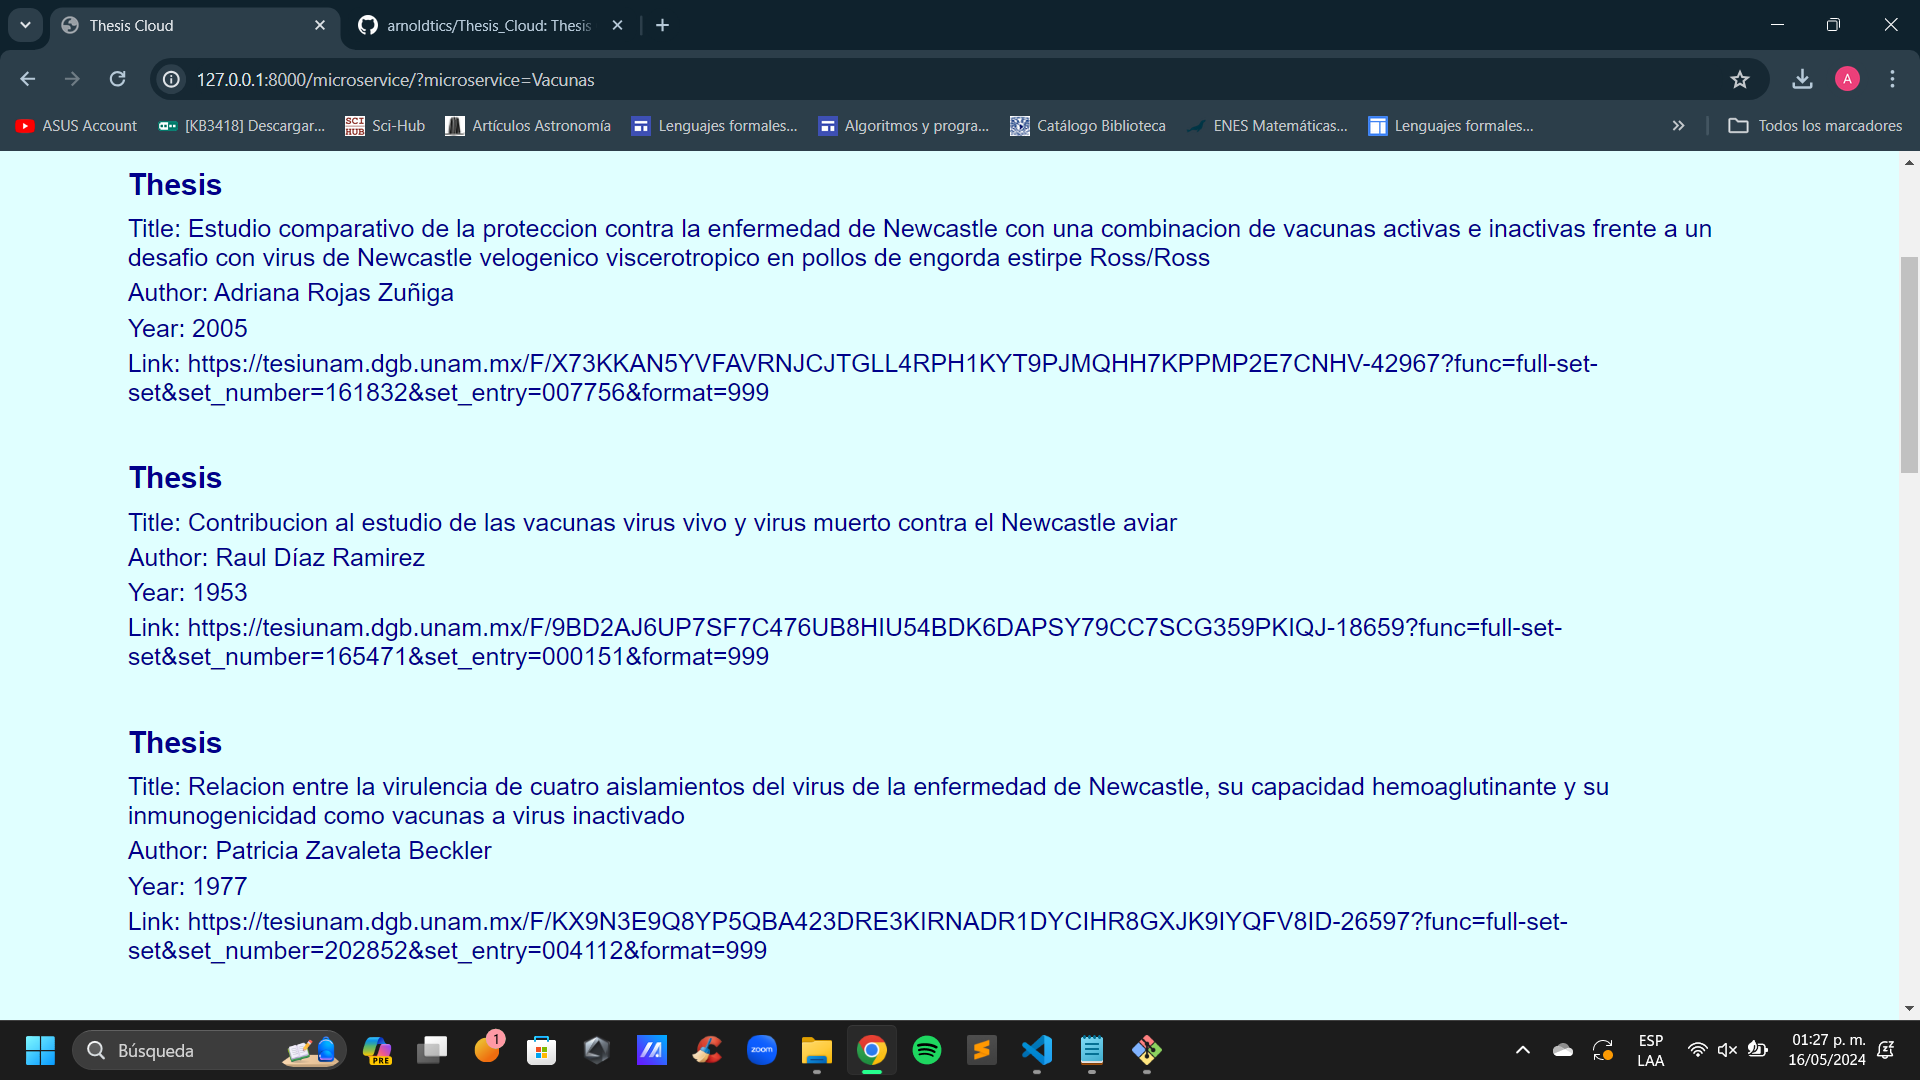 Thesis Cloud
arnoldtics/Thesis_Cloud: Thesis
127.0.0.1:8000/microservice/?microservice=Vacunas
A
ASUS Account
[KB3418] Descargar...
SCI HUB
Sci-Hub
Artículos Astronomía
Lenguajes formales...
Algoritmos y progra...
Catálogo Biblioteca
ENES Matemáticas...
Lenguajes formales...
Todos los marcadores
Thesis
Title: Estudio comparativo de la proteccion contra la enfermedad de Newcastle con una combinacion de vacunas activas e inactivas frente a un
desafio con virus de Newcastle velogenico viscerotropico en pollos de engorda estirpe Ross/Ross
Author: Adriana Rojas Zuñiga
Year: 2005
Link: https://tesiunam.dgb.unam.mx/F/X73KKAN5YVFAVRNJCJTGLL4RPH1KYT9PJMQHH7KPPMP2E7CNHV-42967?func=full-set-
set&set_number=161832&set_entry=007756&format=999
Thesis
Title: Contribucion al estudio de las vacunas virus vivo y virus muerto contra el Newcastle aviar
Author: Raul Díaz Ramirez
Year: 1953
Link: https://tesiunam.dgb.unam.mx/F/9BD2AJ6UP7SF7C476UB8HIU54BDK6DAPSY79CC7SCG359PKIQJ-18659?func=full-set-
set&set_number=165471&set_entry=000151&format=999
Thesis
Title: Relacion entre la virulencia de cuatro aislamientos del virus de la enfermedad de Newcastle, su capacidad hemoaglutinante y su
inmunogenicidad como vacunas a virus inactivado
Author: Patricia Zavaleta Beckler
Year: 1977
Link: https://tesiunam.dgb.unam.mx/F/KX9N3E9Q8YP5QBA423DRE3KIRNADR1DYCIHR8GXJK9IYQFV8ID-26597?func=full-set-
set&set_number=202852&set_entry=004112&format=999
Búsqueda
PRE
1
zoom
ESP
LAA
01:27 p. m.
16/05/2024